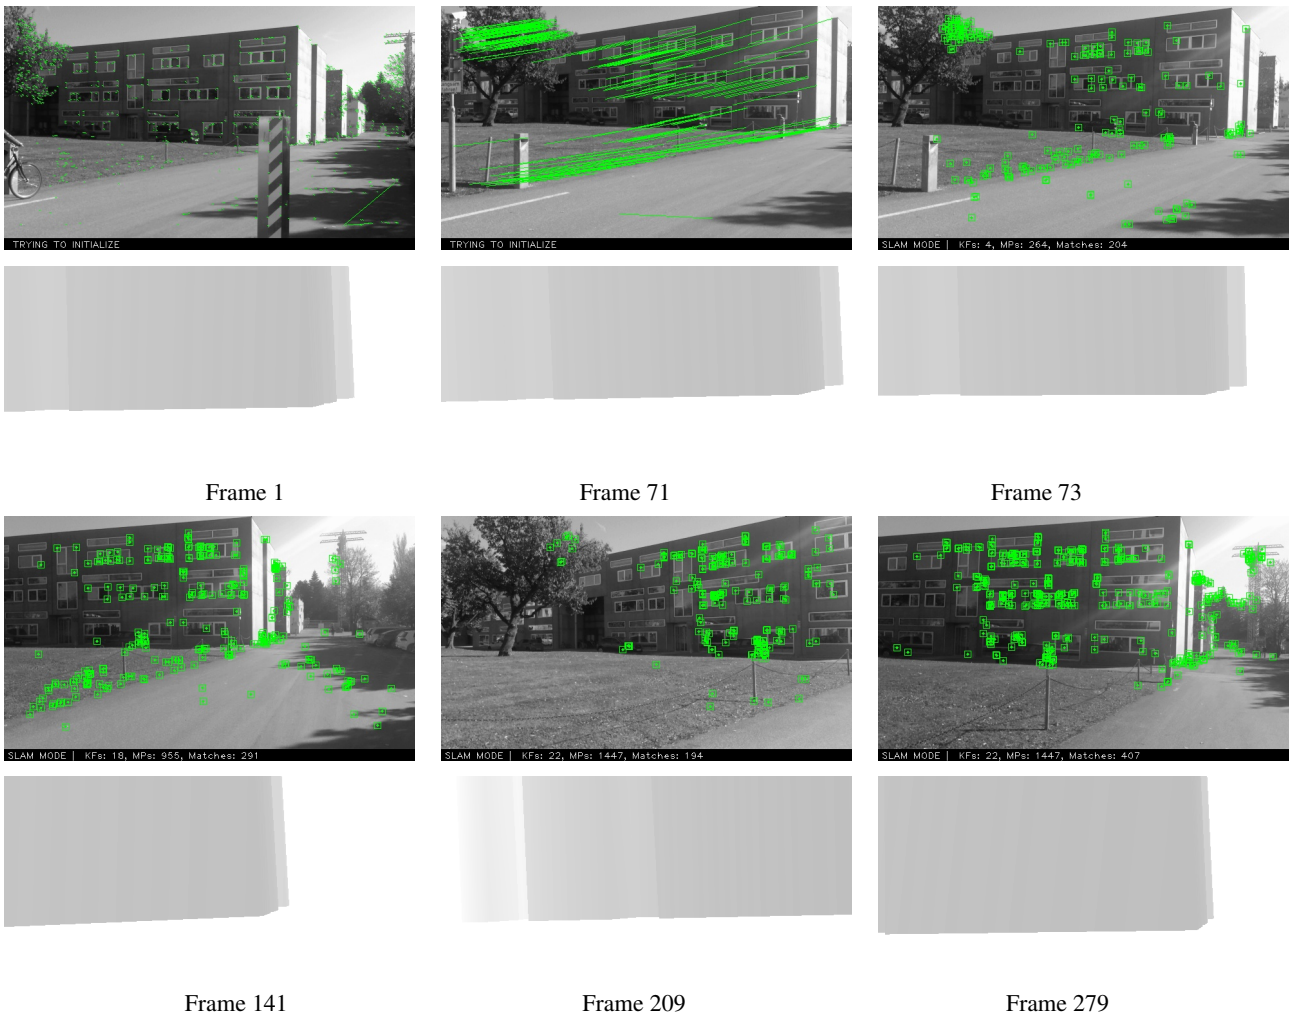 TRYING TO INITIALIZE
TRYING TO INITIALIZE
SLAM MODE | KFs: 4, MPs: 264, Matches: 204
Frame 1
Frame 71
Frame 73
SLAM MODE | KFs: 18, MPs: 955, Matches: 291
SLAM MODE | KFs: 22, MPs: 1447, Matches: 194
SLAM MODE | KFs: 22, MPs: 1447, Matches: 407
Frame 141
Frame 209
Frame 279